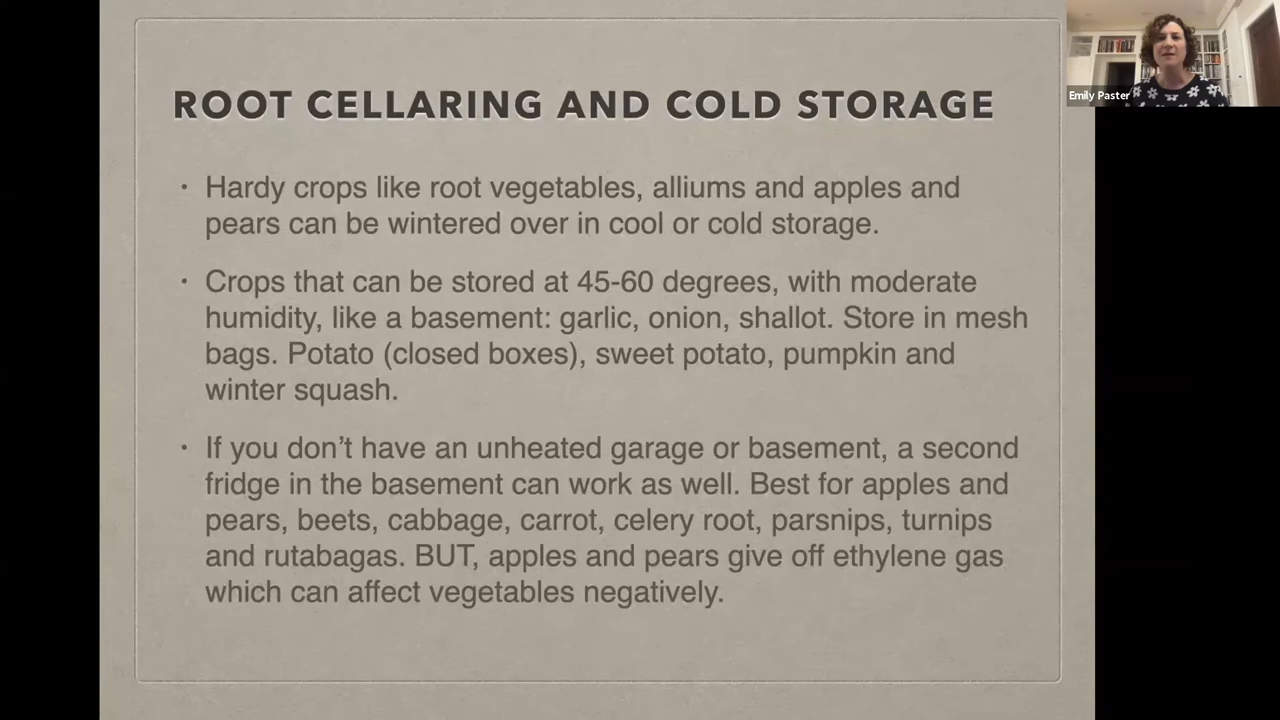 Emily Paster
ROOT CELLARING AND COLD STORAGE
• Hardy crops like root vegetables, alliums and apples and
pears can be wintered over in cool or cold storage.
• Crops that can be stored at 45-60 degrees, with moderate
humidity, like a basement: garlic, onion, shallot. Store in mesh
bags. Potato (closed boxes), sweet potato, pumpkin and
winter squash.
• If you don’t have an unheated garage or basement, a second
fridge in the basement can work as well. Best for apples and
pears, beets, cabbage, carrot, celery root, parsnips, turnips
and rutabagas. BUT, apples and pears give off ethylene gas
which can affect vegetables negatively.